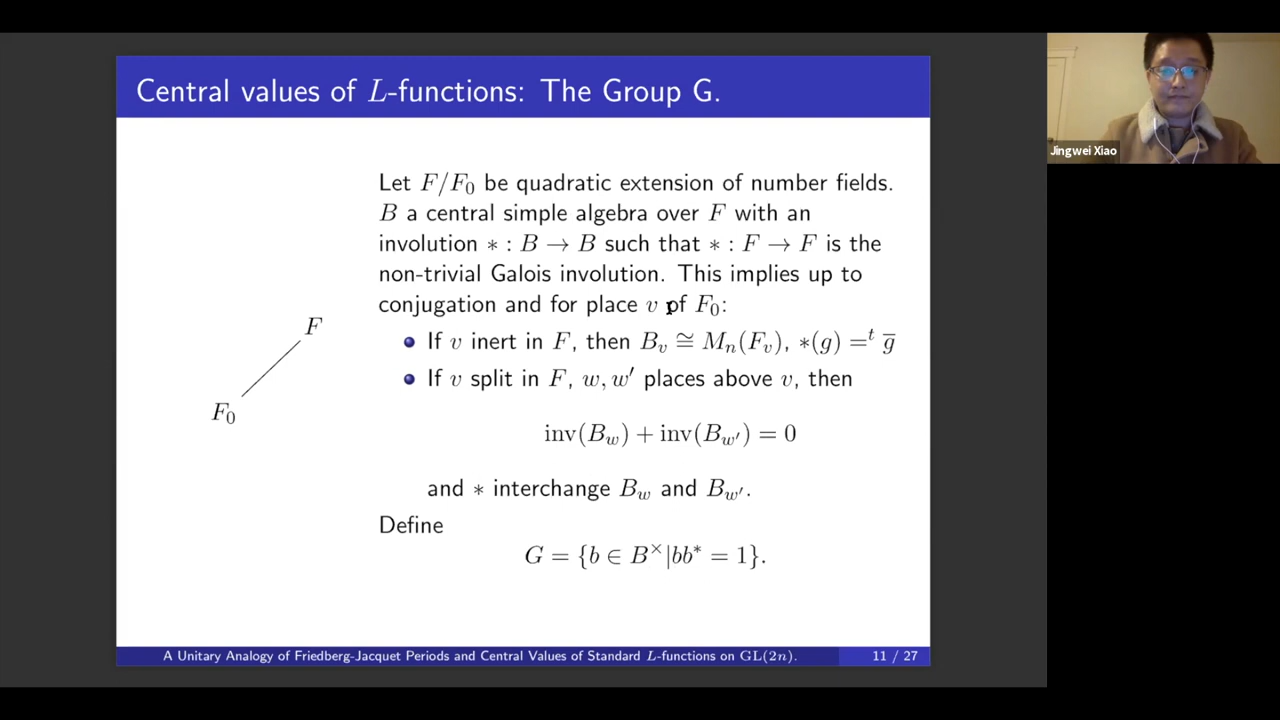 Central values of L-functions: The Group G.
Let F/F₀ be quadratic extension of number fields.
B a central simple algebra over F with an
involution ∗ : B → B such that ∗ : F → F is the
non-trivial Galois involution. This implies up to
conjugation and for place v of F₀:
If v inert in F, then Bᵥ ≅ Mₙ(Fᵥ), ∗(g) =ᵗ g̅
If v split in F, w, w′ places above v, then
inv(B_w) + inv(B_w′) = 0
and ∗ interchange B_w and B_w′.
Define
G = {b ∈ B^× |bb* = 1}.
F
F₀
A Unitary Analogy of Friedberg-Jacquet Periods and Central Values of Standard L-functions on GL(2n).
11 / 27
Jingwei Xiao